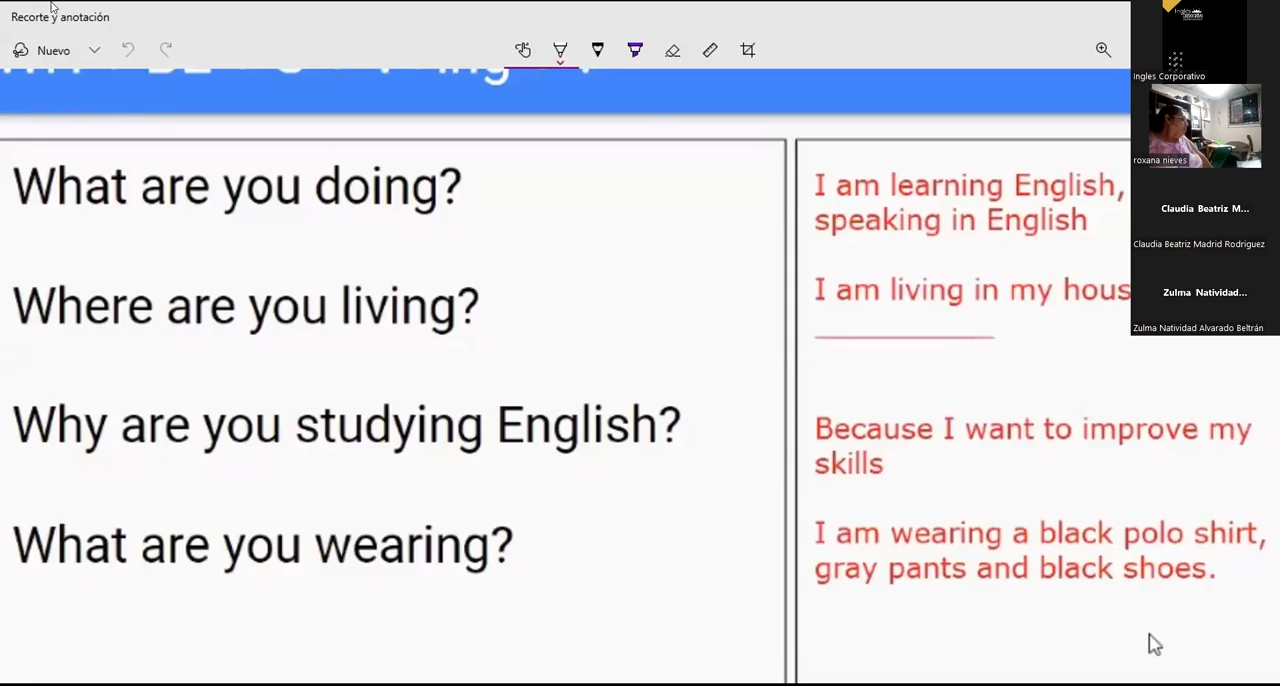 Recorte y anotación
Nuevo
What are you doing?
Where are you living?
Why are you studying English?
What are you wearing?
I am learning English,
speaking in English
I am living in my hous
Because I want to improve my
skills
I am wearing a black polo shirt,
gray pants and black shoes.
Ingles Corporativo
roxana nieves
Claudia Beatriz M...
Claudia Beatriz Madrid Rodriguez
Zulma Natividad...
Zulma Natividad Alvarado Beltrán